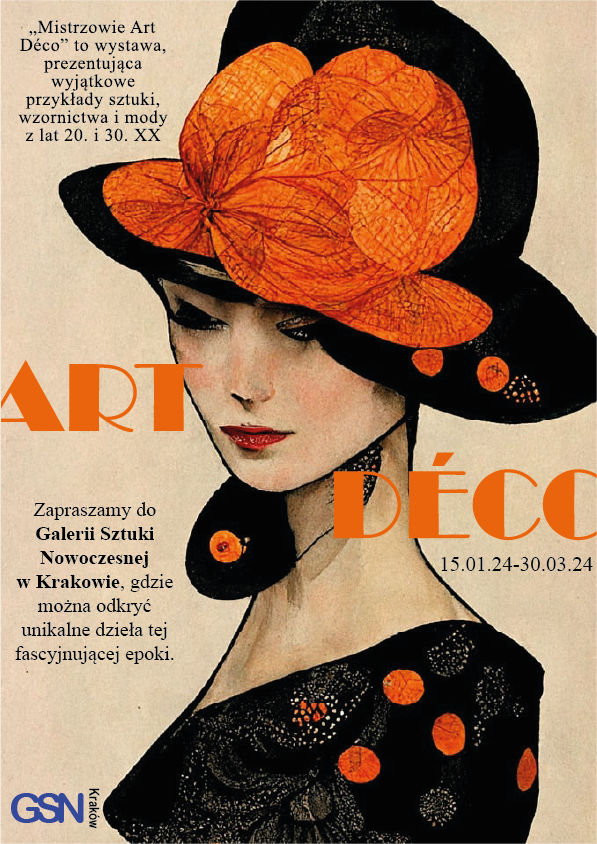 „Mistrzowie Art
Déco” to wystawa,
prezentująca
wyjątkowe
przykłady sztuki,
wzornictwa i mody
z lat 20. i 30. XX
ART
DÉCO
15.01.24-30.03.24
Zapraszamy do
Galerii Sztuki
Nowoczesnej
w Krakowie, gdzie
można odkryć
unikalne dzieła tej
fascyjnującej epoki.
GSN
Kraków